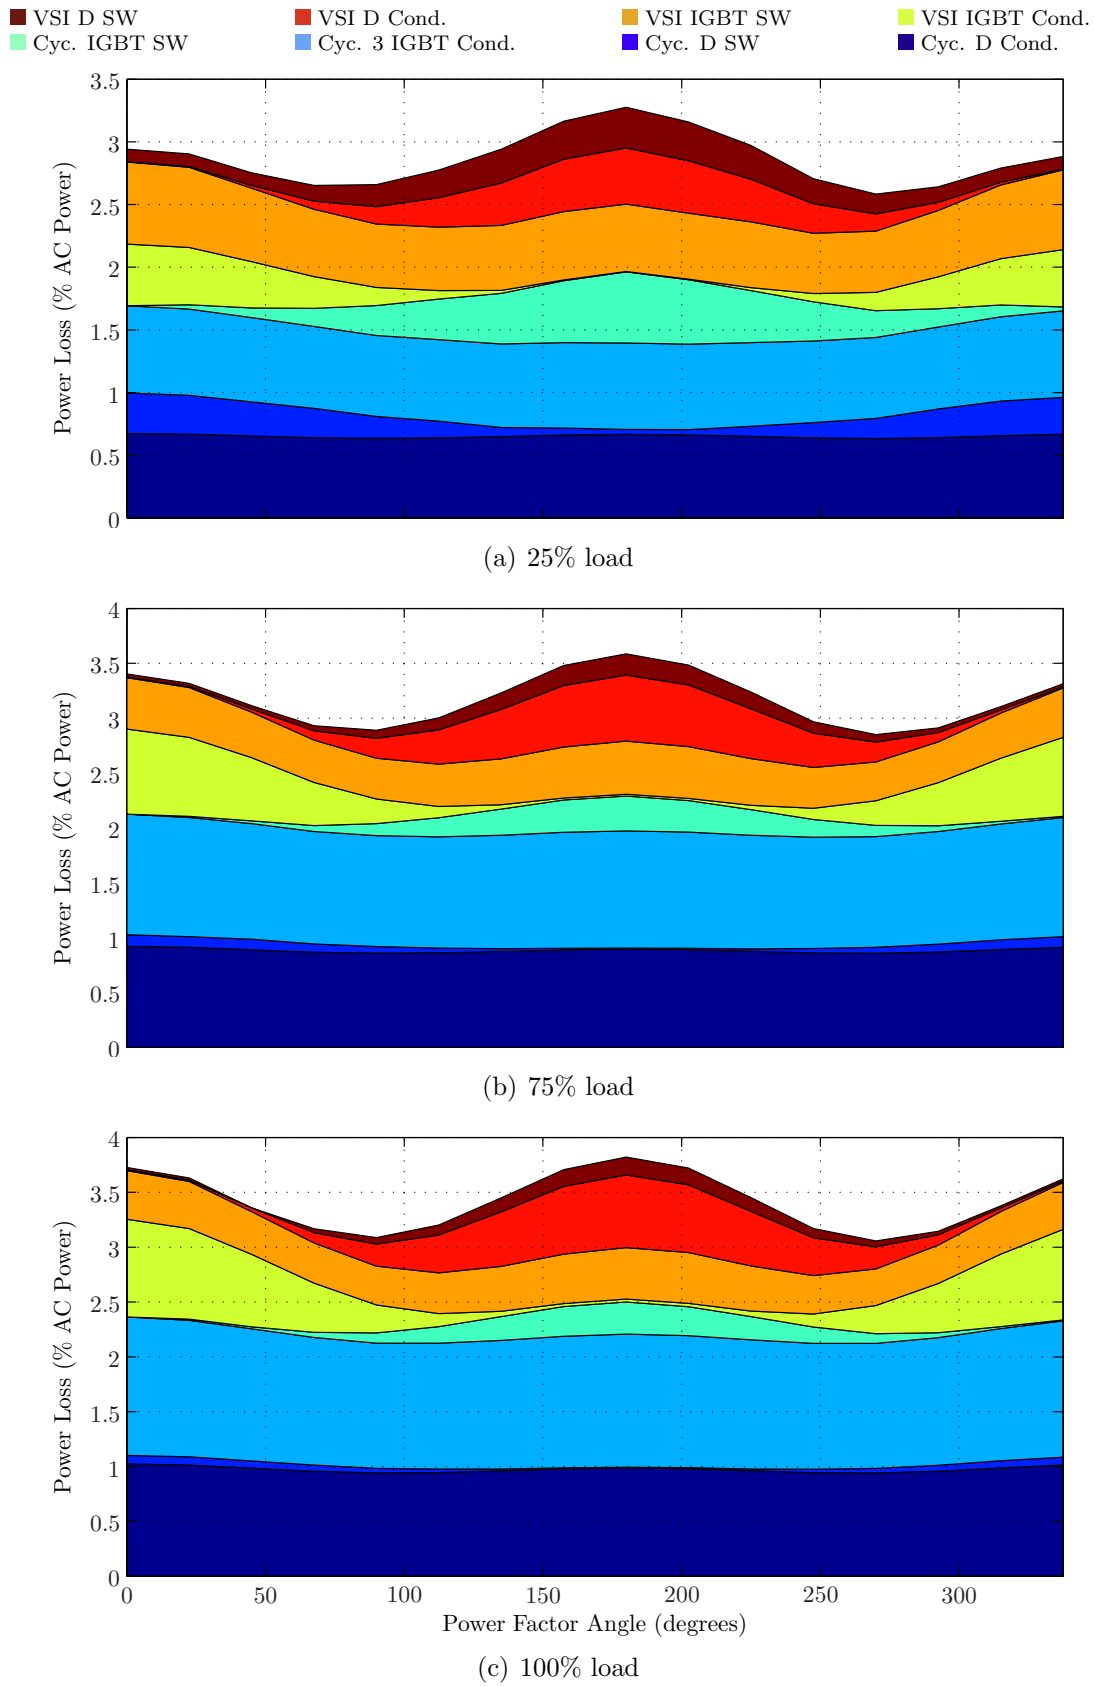 VSI D SW VSI D Cond. VSI IGBT SW VSI IGBT Cond.
Cyc. IGBT SW Cyc. 3 IGBT Cond. Cyc. D SW Cyc. D Cond.
3.5
3
2.5
2
1.5
1
0.5
0
Power Loss (% AC Power)
(a) 25% load
4
3.5
3
2.5
2
1.5
1
0.5
0
Power Loss (% AC Power)
(b) 75% load
4
3.5
3
2.5
2
1.5
1
0.5
0
Power Loss (% AC Power)
0 50 100 150 200 250 300
Power Factor Angle (degrees)
(c) 100% load